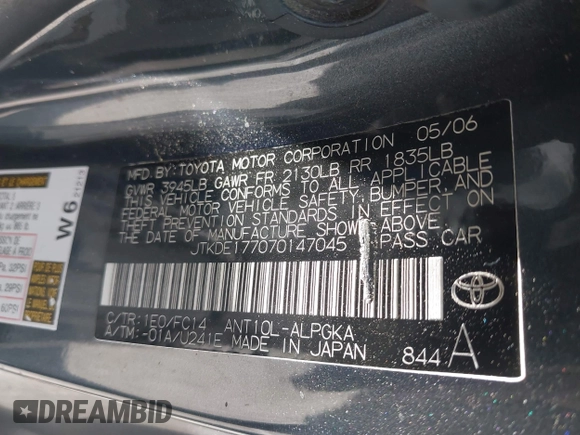 MFD. BY: TOYOTA MOTOR CORPORATION 05/06
GVWR 3945LB GAWR FR 2130LB RR 1835LB
THIS VEHICLE CONFORMS TO ALL APPLICABLE
FEDERAL MOTOR VEHICLE SAFETY, BUMPER, AND
THEFT PREVENTION STANDARDS IN EFFECT ON
THE DATE OF MANUFACTURE SHOWN ABOVE.
JTKDE177070147045 PASS CAR
C/TR: 1E0/FC14 ANT10L-ALPGKA
A/TM: -01A/U241E MADE IN JAPAN
844 A
TOYOTA
W6 21213
DREAMBID